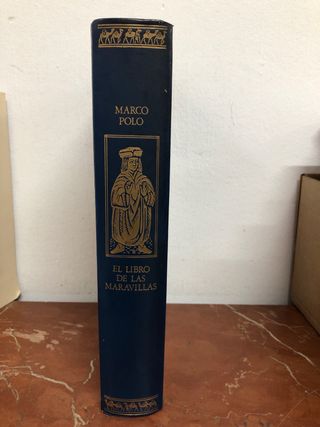 MARCO
POLO
EL LIBRO
DE LAS
MARAVILLAS